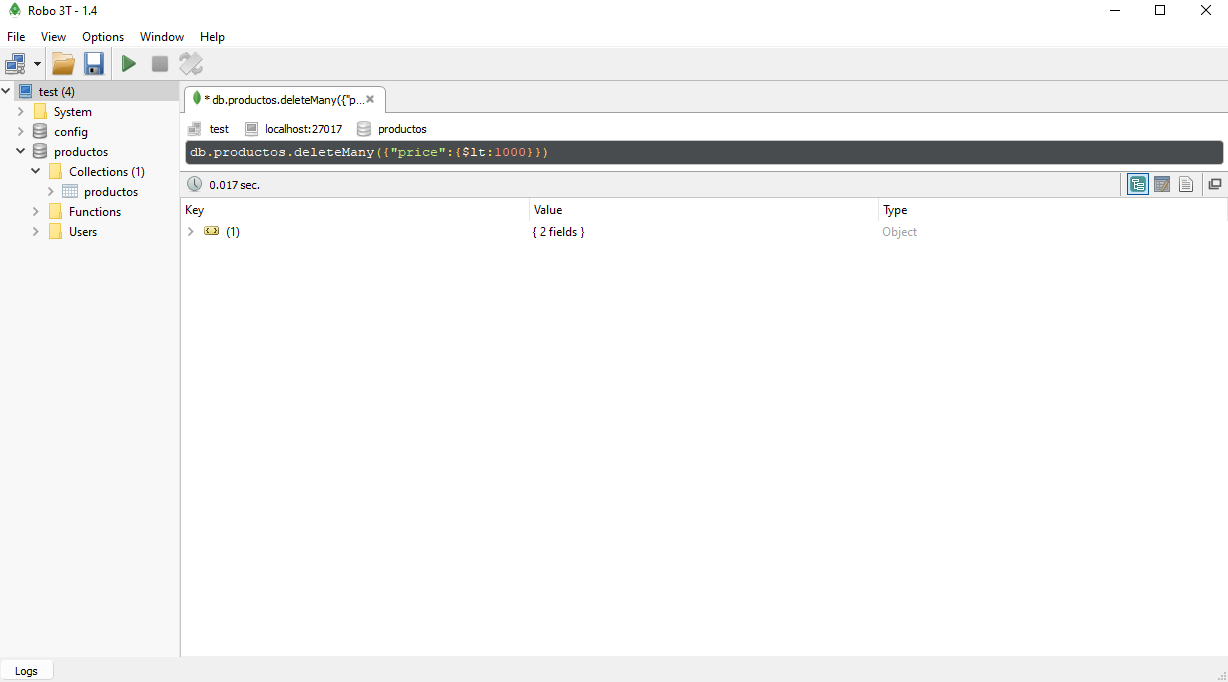 Robo 3T - 1.4
File View Options Window Help
test (4)
System
config
productos
Collections (1)
productos
Functions
Users
* db.productos.deleteMany({"p...
test localhost:27017 productos
db.productos.deleteMany({"price":{$lt:1000}})
0.017 sec.
Key Value Type
(1) { 2 fields } Object
Logs